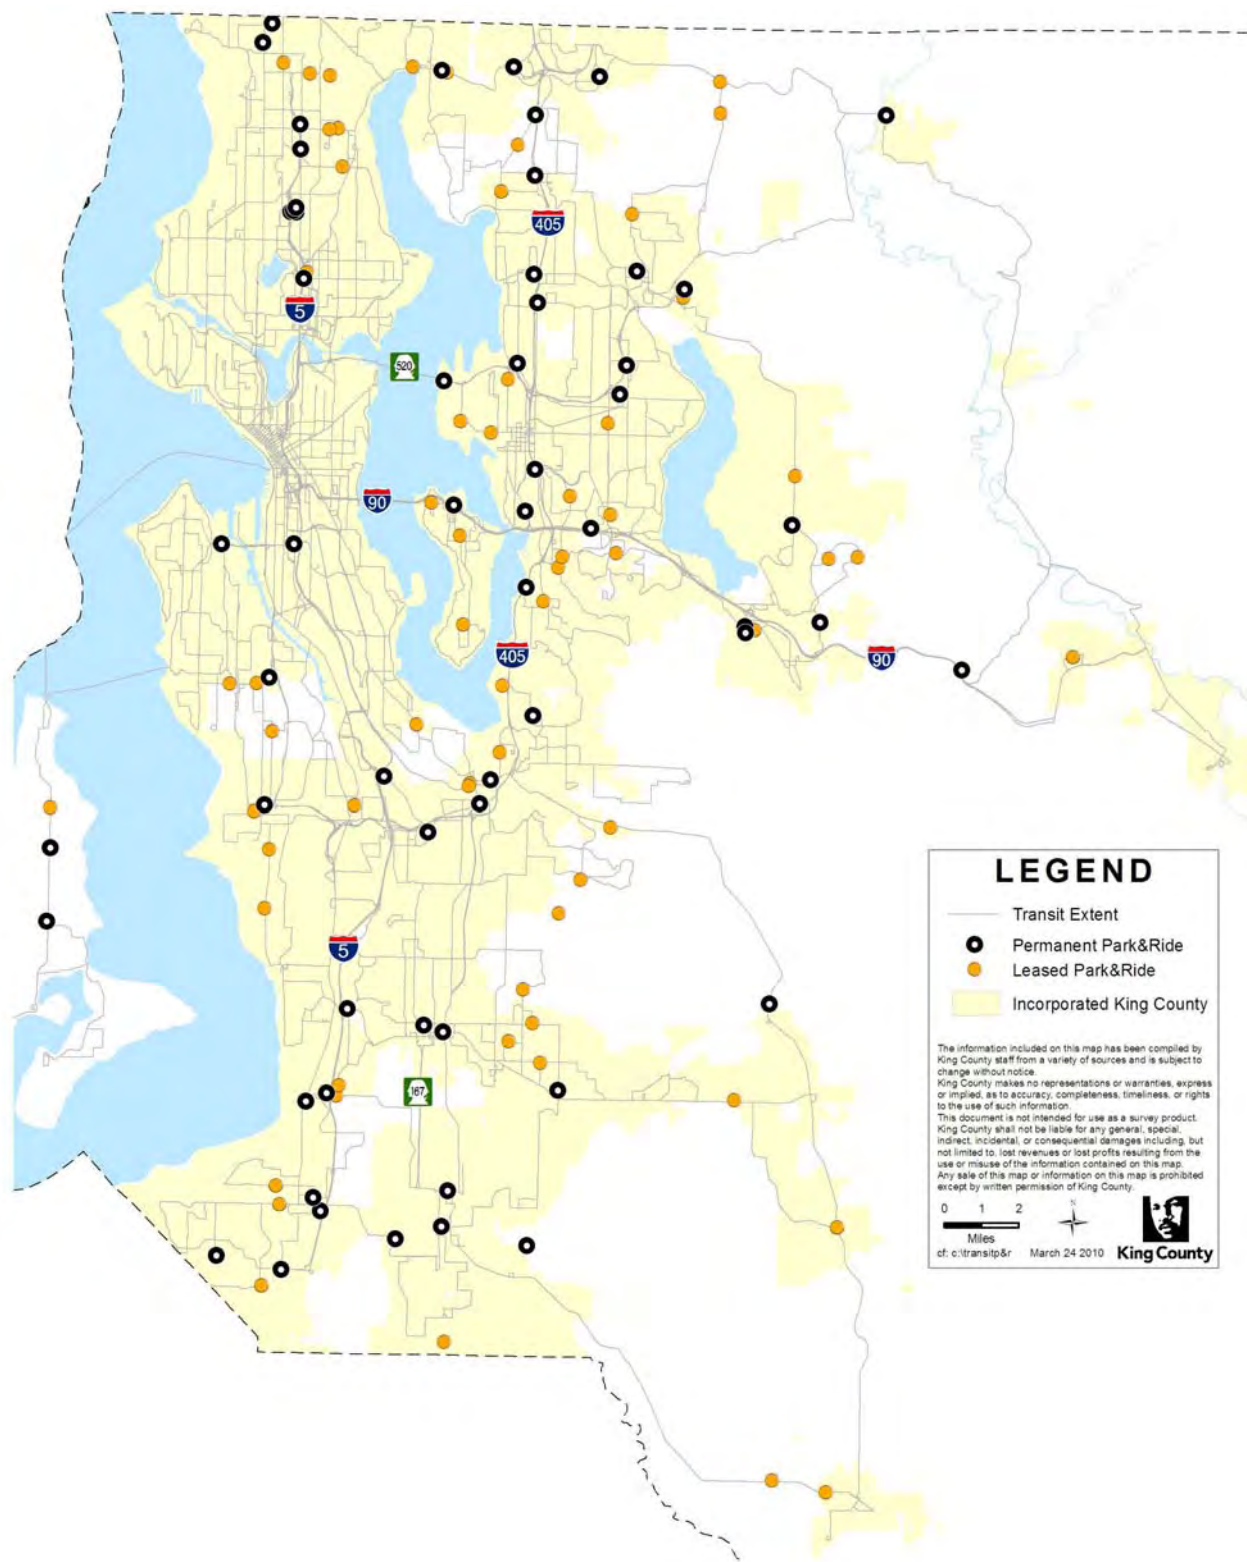 405
5
520
90
405
90
5
167
LEGEND
Transit Extent
Permanent Park&Ride
Leased Park&Ride
Incorporated King County
The information included on this map has been compiled by
King County staff from a variety of sources and is subject to
change without notice.
King County makes no representations or warranties, express
or implied, as to accuracy, completeness, timeliness, or rights
to the use of such information.
This document is not intended for use as a survey product.
King County shall not be liable for any general, special,
indirect, incidental, or consequential damages including, but
not limited to, lost revenues or lost profits resulting from the
use or misuse of the information contained on this map.
Any sale of this map or information on this map is prohibited
except by written permission of King County.
0 1 2
Miles
N
cf: c:\transitp&r March 24 2010
King County